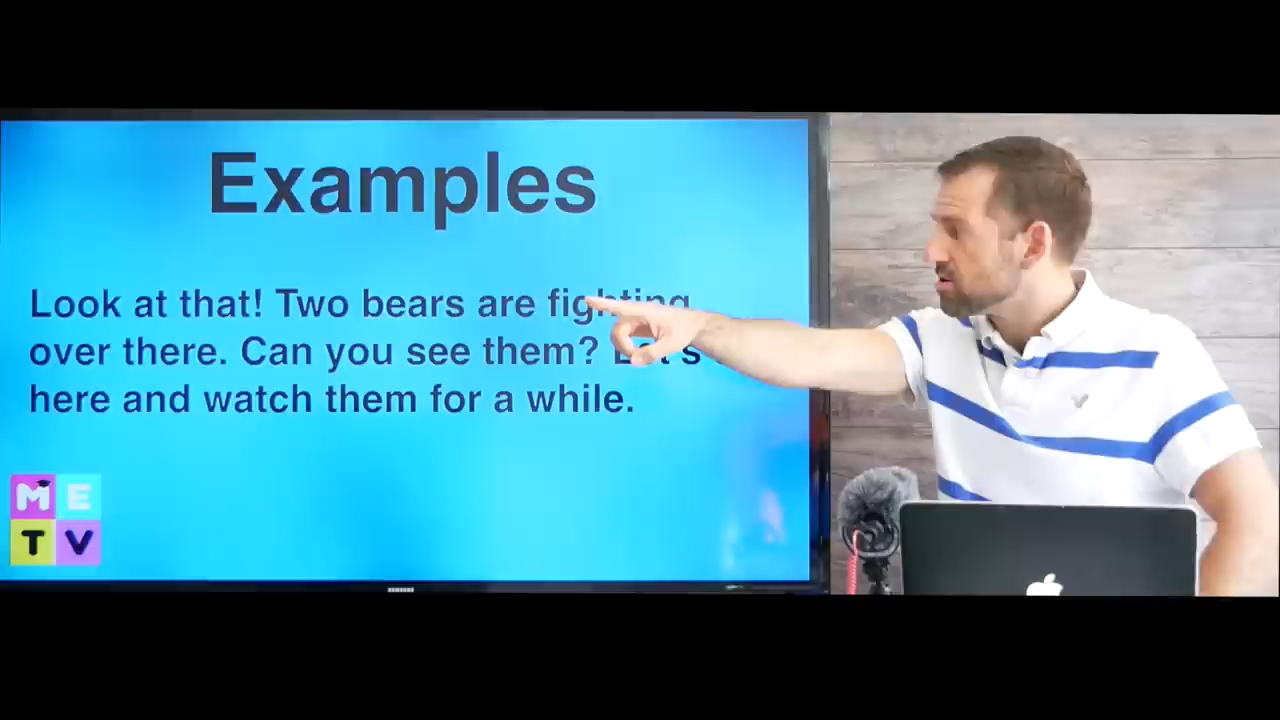 Examples
Look at that! Two bears are fighting
over there. Can you see them? Let's
here and watch them for a while.
M E
T V